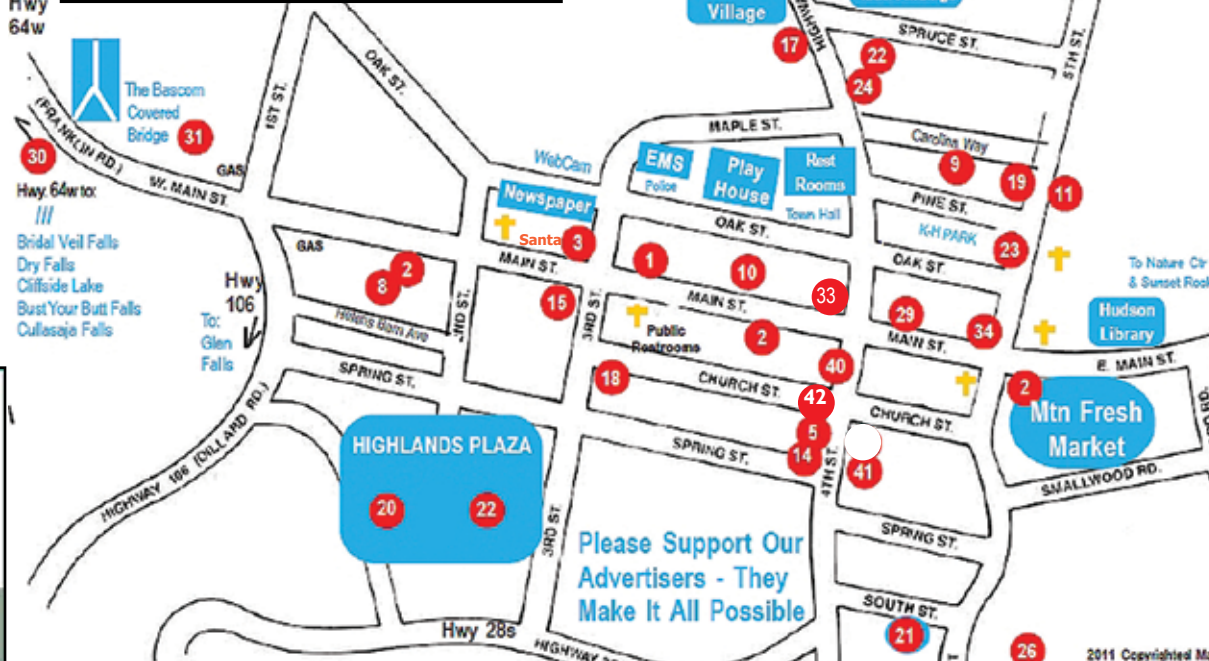 Hwy
64w
Village
HIGHWAY
17
22
24
SPRUCE ST.
5TH ST.
OAK ST.
1ST ST.
The Bascom
Covered
Bridge
31
(FRANKLIN RD.)
30
GAS
W. MAIN ST.
Hwy. 64w to:
///
Bridal Veil Falls
Dry Falls
Cliffside Lake
Bust Your Butt Falls
Cullasaja Falls
MAPLE ST.
WebCam
EMS
Police
Play
House
Rest
Rooms
Town Hall
Carolina Way
9
19
11
PINE ST.
K-H PARK
23
OAK ST.
Newspaper
Santa
3
MAIN ST.
OAK ST.
1
10
33
MAIN ST.
29
34
MAIN ST.
To Nature Ctr
& Sunset Rock
Hudson
Library
E. MAIN ST.
GAS
2
8
Helens Barn Ave
2ND ST.
15
3RD ST.
Public
Restrooms
2
40
Hwy
106
To:
Glen
Falls
SPRING ST.
18
CHURCH ST.
42
CHURCH ST.
2
Mtn Fresh
Market
SMALLWOOD RD.
HIGHLANDS PLAZA
20
22
SPRING ST.
5
14
4TH ST.
41
HIGHWAY 106 (DILLARD RD.)
3RD ST.
SPRING ST.
Please Support Our
Advertisers - They
Make It All Possible
SOUTH ST.
21
26
Hwy 28s
2011 Copyrighted